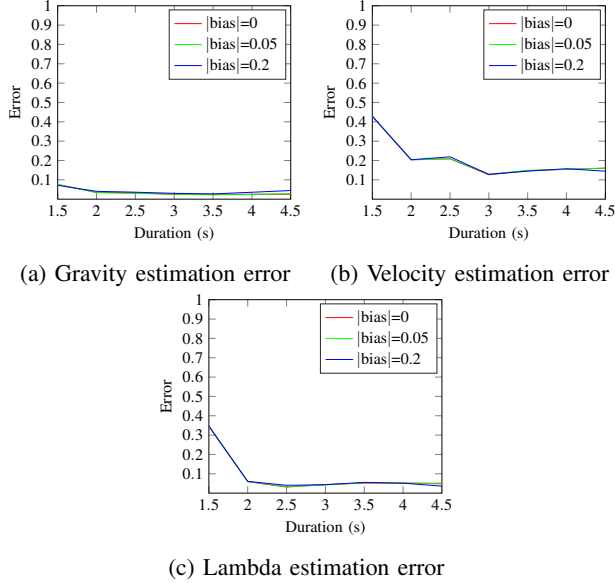 1
0.9
0.8
0.7
0.6
0.5
0.4
0.3
0.2
0.1
Error
1.5 2 2.5 3 3.5 4 4.5
Duration (s)
|bias|=0
|bias|=0.05
|bias|=0.2
(a) Gravity estimation error
1
0.9
0.8
0.7
0.6
0.5
0.4
0.3
0.2
0.1
Error
1.5 2 2.5 3 3.5 4 4.5
Duration (s)
|bias|=0
|bias|=0.05
|bias|=0.2
(b) Velocity estimation error
1
0.9
0.8
0.7
0.6
0.5
0.4
0.3
0.2
0.1
Error
1.5 2 2.5 3 3.5 4 4.5
Duration (s)
|bias|=0
|bias|=0.05
|bias|=0.2
(c) Lambda estimation error